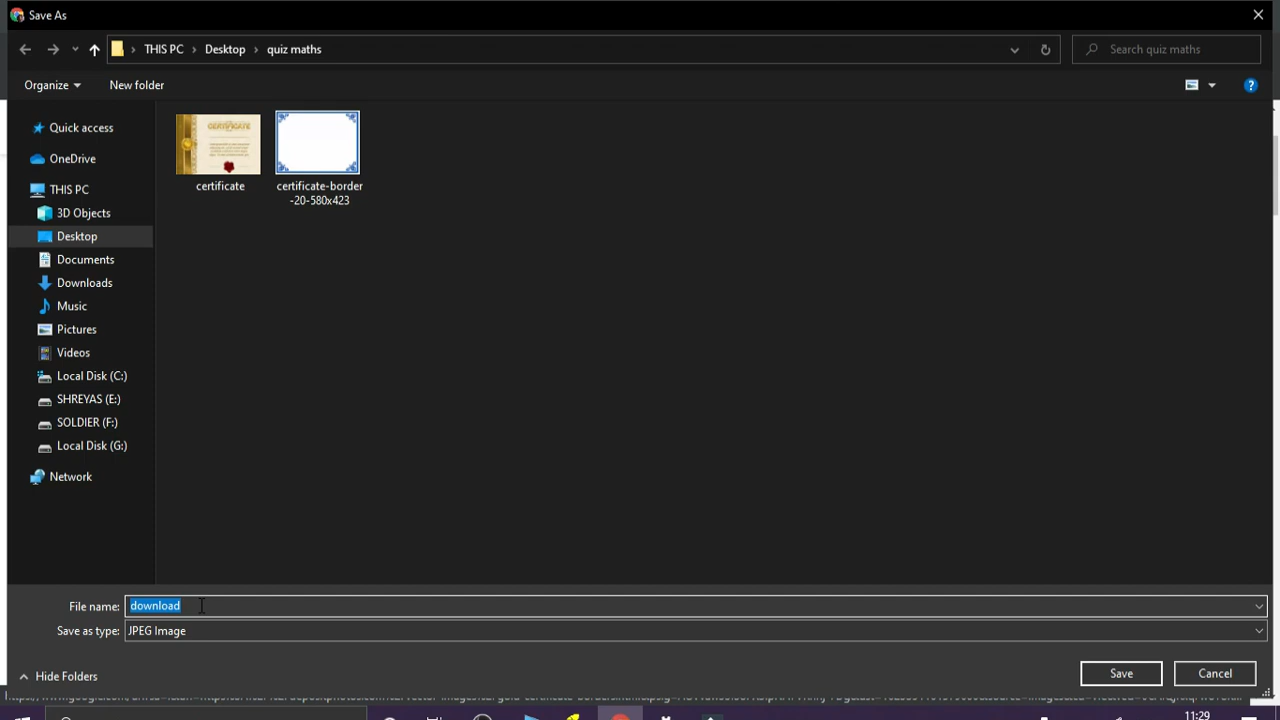 Save As
THIS PC
Desktop
quiz maths
Search quiz maths
Organize
New folder
Quick access
OneDrive
THIS PC
3D Objects
Desktop
Documents
Downloads
Music
Pictures
Videos
Local Disk (C:)
SHREYAS (E:)
SOLDIER (F:)
Local Disk (G:)
Network
CERTIFICATE
certificate
certificate-border
-20-580x423
File name:
download
Save as type:
JPEG Image
Hide Folders
Save
Cancel
11:29